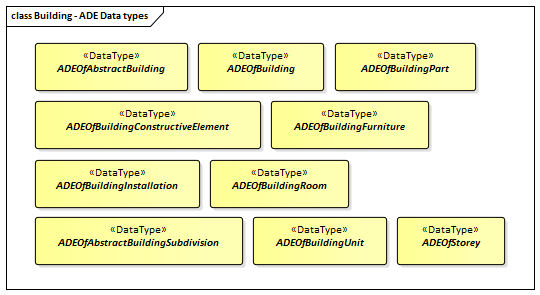 class Building - ADE Data types
«DataType» «DataType» «DataType»
ADEOfAbstractBuilding ADEOfBuilding ADEOfBuildingPart
«DataType» «DataType»
ADEOfBuildingConstructiveElement ADEOfBuildingFurniture
«DataType» «DataType»
ADEOfBuildingInstallation ADEOfBuildingRoom
«DataType» «DataType» «DataType»
ADEOfAbstractBuildingSubdivision ADEOfBuildingUnit ADEOfStorey